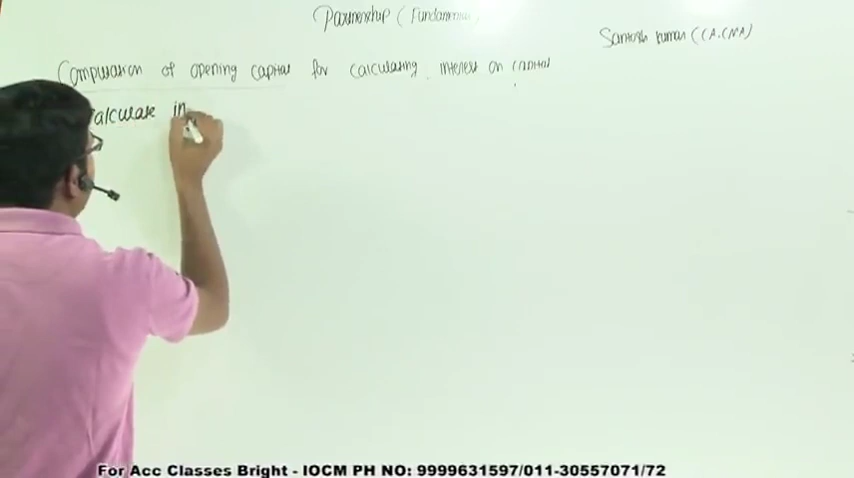 Partnership (Fundamental
Santosh kumar (CA.CMA)
Computation of opening capital for calculating interest on capital
alculate in
For Acc Classes Bright - IOCM PH NO: 9999631597/011-30557071/72